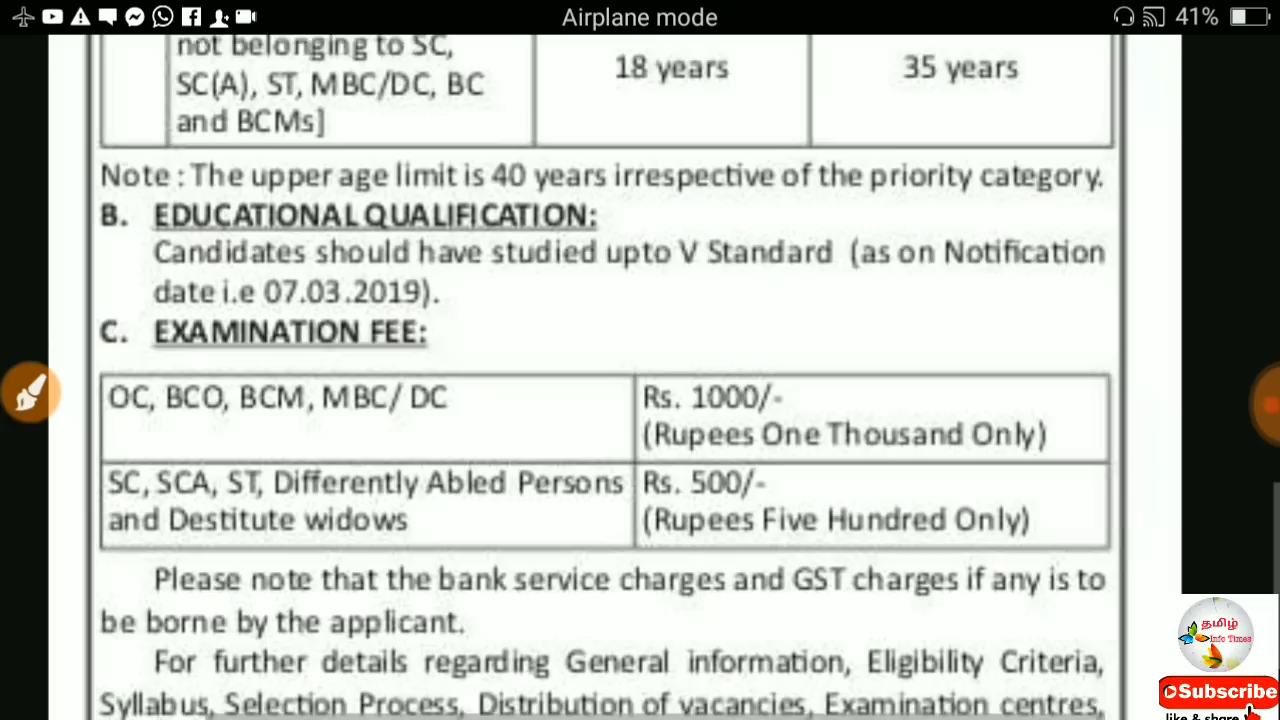 Airplane mode
41%
not belonging to SC,
SC(A), ST, MBC/DC, BC
and BCMs]
18 years
35 years
Note : The upper age limit is 40 years irrespective of the priority category.
B. EDUCATIONAL QUALIFICATION:
Candidates should have studied upto V Standard (as on Notification
date i.e 07.03.2019).
C. EXAMINATION FEE:
OC, BCO, BCM, MBC/ DC
Rs. 1000/-
(Rupees One Thousand Only)
SC, SCA, ST, Differently Abled Persons
and Destitute widows
Rs. 500/-
(Rupees Five Hundred Only)
Please note that the bank service charges and GST charges if any is to
be borne by the applicant.
For further details regarding General information, Eligibility Criteria,
Syllabus, Selection Process, Distribution of vacancies, Examination centres,
தமிழ்
Info Times
Subscribe
like & share